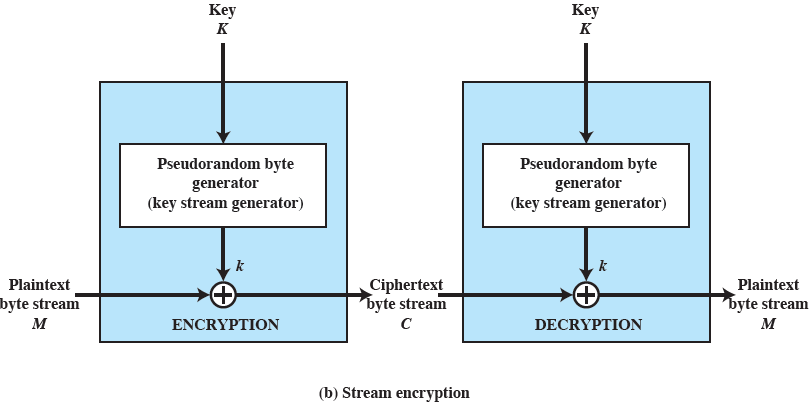 Key
K
Key
K
Pseudorandom byte
generator
(key stream generator)
Pseudorandom byte
generator
(key stream generator)
k
k
Plaintext
byte stream
M
Ciphertext
byte stream
C
Plaintext
byte stream
M
ENCRYPTION
DECRYPTION
(b) Stream encryption